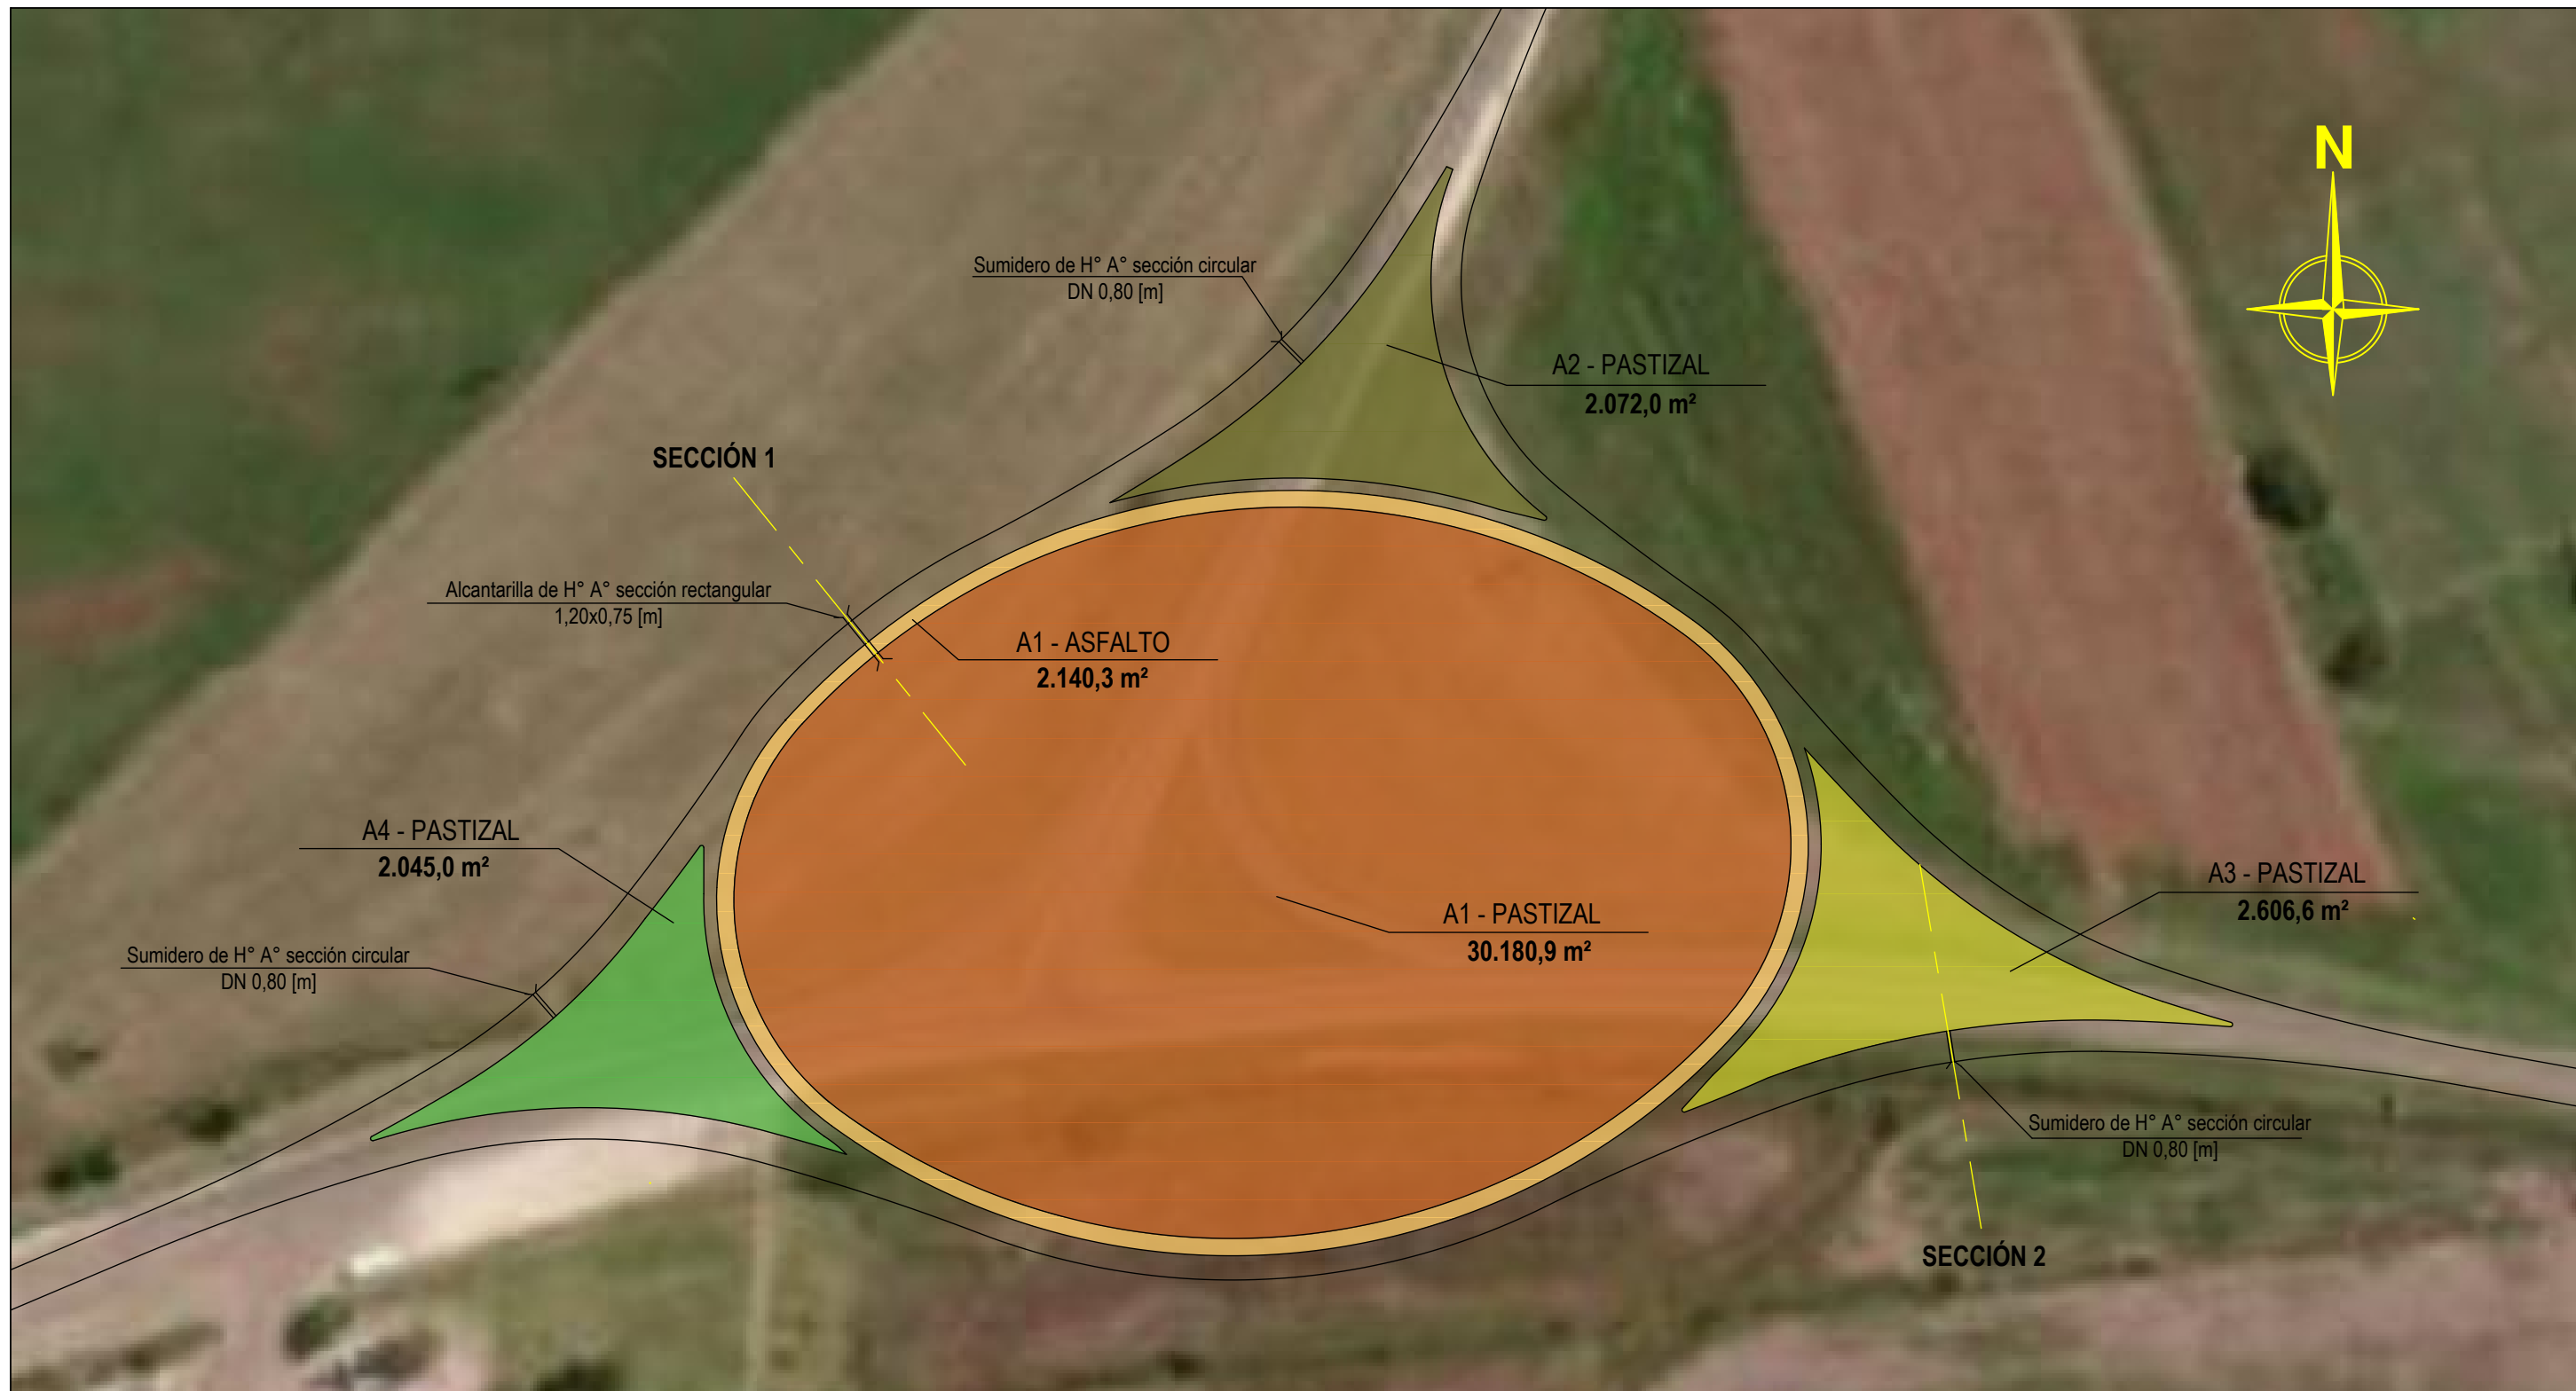 N
Sumidero de H° A° sección circular
DN 0,80 [m]
A2 - PASTIZAL
2.072,0 m²
SECCIÓN 1
Alcantarilla de H° A° sección rectangular
1,20x0,75 [m]
A1 - ASFALTO
2.140,3 m²
A4 - PASTIZAL
2.045,0 m²
A3 - PASTIZAL
2.606,6 m²
A1 - PASTIZAL
30.180,9 m²
Sumidero de H° A° sección circular
DN 0,80 [m]
Sumidero de H° A° sección circular
DN 0,80 [m]
SECCIÓN 2